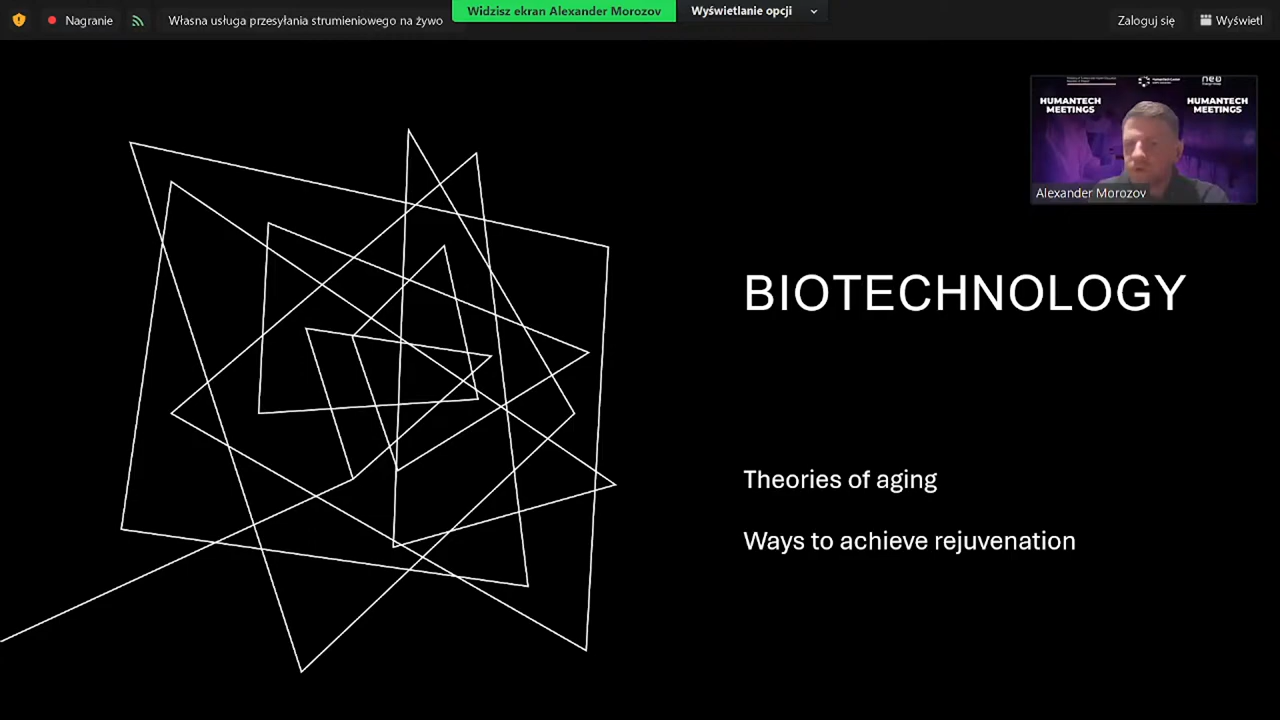 Nagranie
Własna usługa przesyłania strumieniowego na żywo
Widzisz ekran Alexander Morozov
Wyświetlanie opcji
Zaloguj się
Wyświetl
HUMANTECH
MEETINGS
HUMANTECH
MEETINGS
Alexander Morozov
BIOTECHNOLOGY
Theories of aging
Ways to achieve rejuvenation